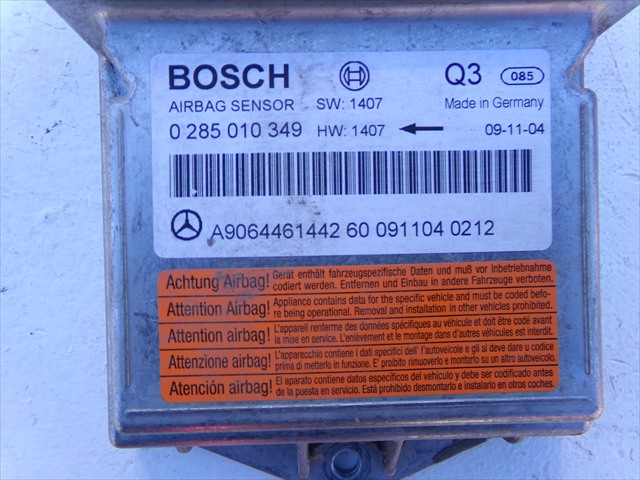 BOSCH Q3 085
AIRBAG SENSOR SW: 1407 Made in Germany
0 285 010 349 HW: 1407 09-11-04
A9064461442 60 091104 0212
Achtung Airbag! Gerät enthält fahrzeugspezifische Daten und muß vor Inbetriebnahme
codiert werden. Entfernen und Einbau in andere Fahrzeuge verboten.
Attention Airbag! Appliance contains data for the specific vehicle and must be coded befo-
re being operational. Removal and installation in other vehicles prohibited.
Attention airbag! L'appareil renferme des données spécifiques au véhicule et doit être codé avant
la mise en service. L'enlèvement et le montage dans d'autres véhicules est interdit.
Attenzione airbag! L'apparecchio contiene i dati specifici dell' l'autoveicolo e gli si deve dare u codice
prima di metterlo in funzione. E' proibito rimuoverlo e montarlo su un altro autoveicolo.
Atención airbag! El aparato contiene datos específicos del vehículo y debe ser codificado antes
de la puesta en servicio. Está prohibido desmontarlo e instalarlo en otros coches.